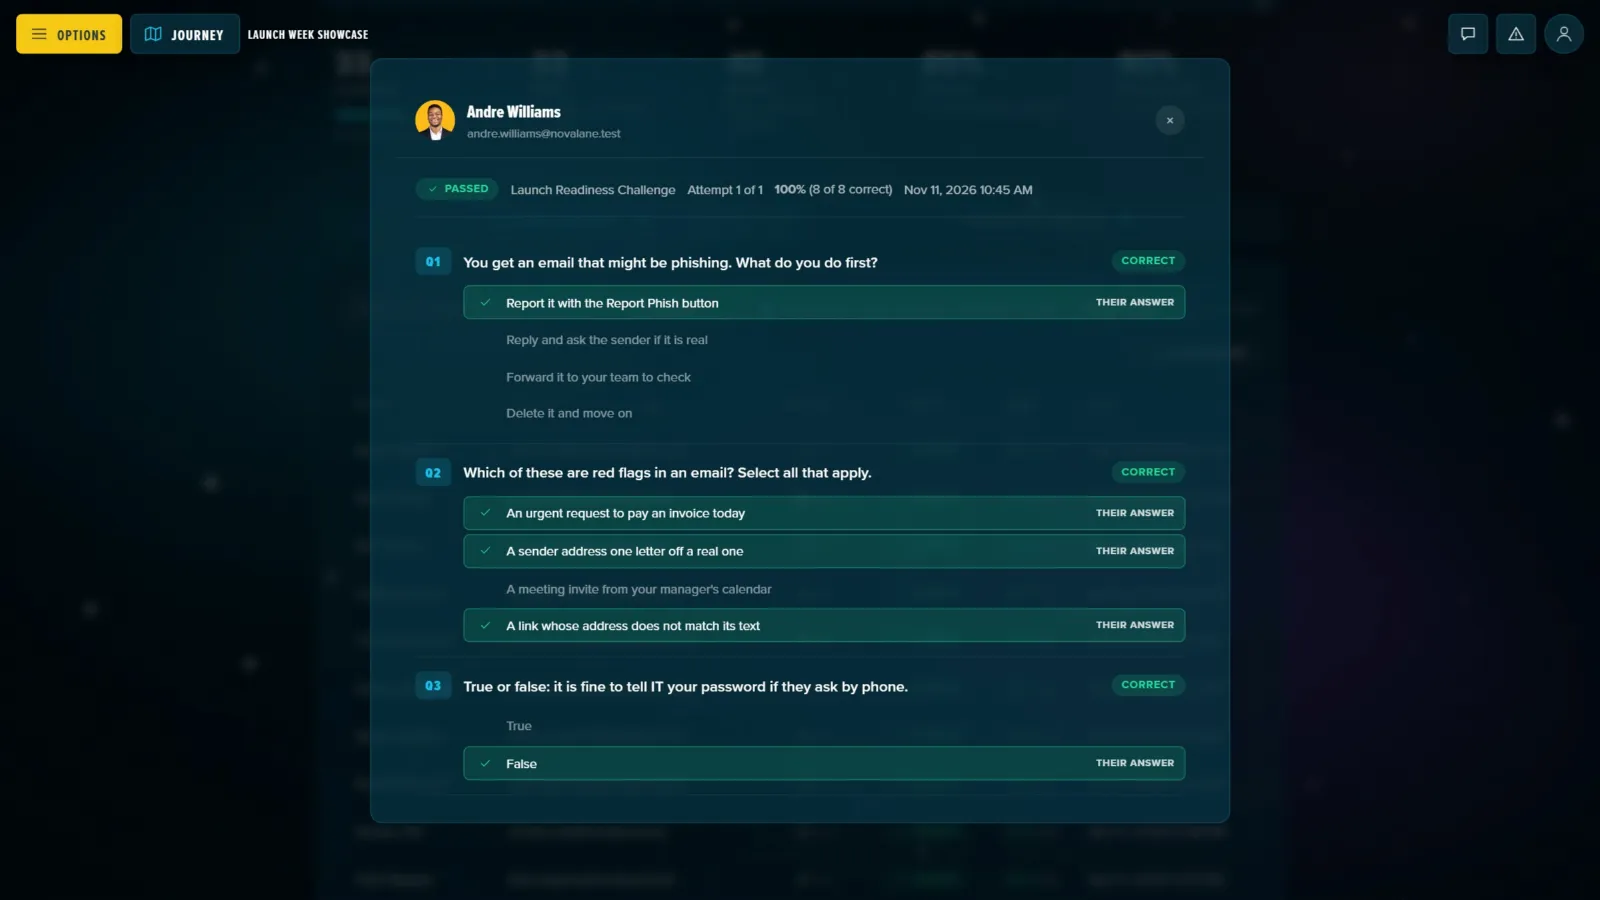 OPTIONS
JOURNEY
LAUNCH WEEK SHOWCASE
Andre Williams
andre.williams@novalane.test
PASSED
Launch Readiness Challenge Attempt 1 of 1 100% (8 of 8 correct) Nov 11, 2026 10:45 AM
Q1 You get an email that might be phishing. What do you do first? CORRECT
Report it with the Report Phish button THEIR ANSWER
Reply and ask the sender if it is real
Forward it to your team to check
Delete it and move on
Q2 Which of these are red flags in an email? Select all that apply. CORRECT
An urgent request to pay an invoice today THEIR ANSWER
A sender address one letter off a real one THEIR ANSWER
A meeting invite from your manager's calendar
A link whose address does not match its text THEIR ANSWER
Q3 True or false: it is fine to tell IT your password if they ask by phone. CORRECT
True
False THEIR ANSWER